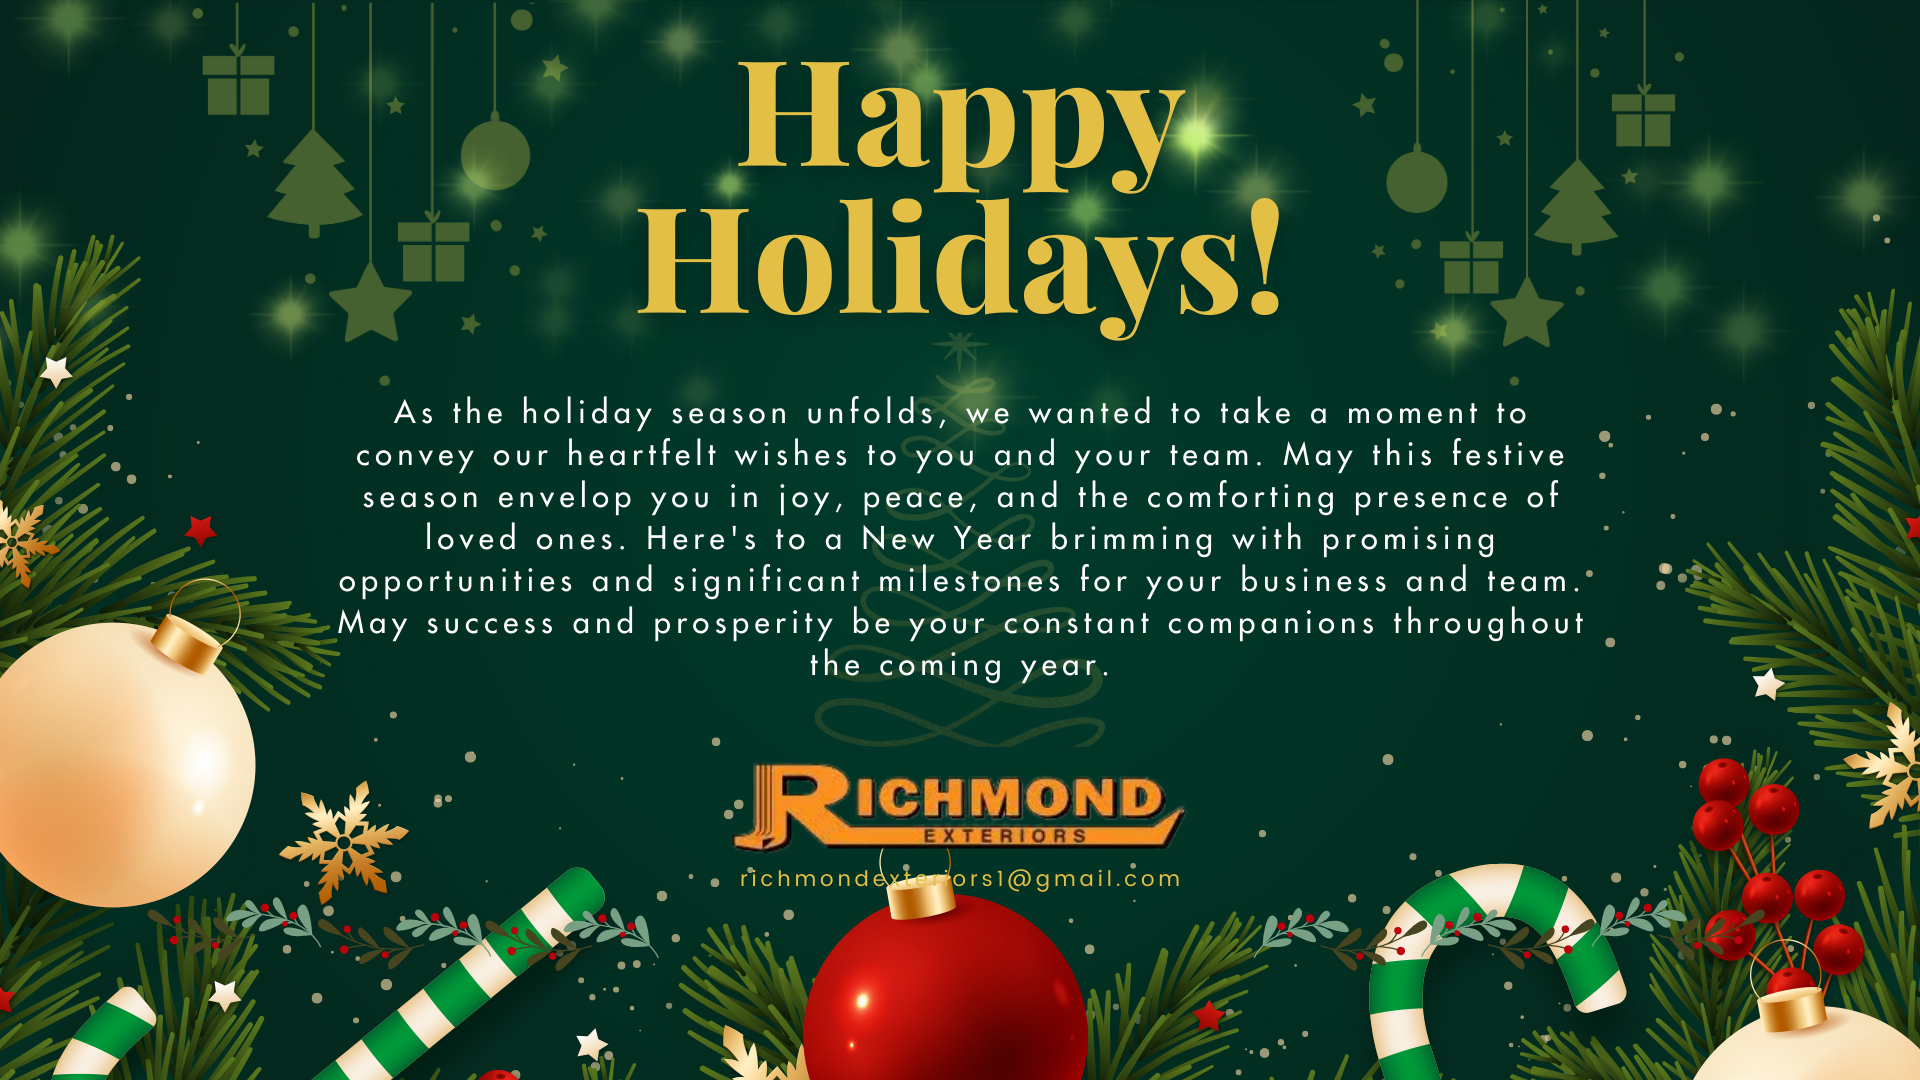 Happy
Holidays!
As the holiday season unfolds, we wanted to take a moment to
convey our heartfelt wishes to you and your team. May this festive
season envelop you in joy, peace, and the comforting presence of
loved ones. Here's to a New Year brimming with promising
opportunities and significant milestones for your business and team.
May success and prosperity be your constant companions throughout
the coming year.
RICHMOND
EXTERIORS
richmondexteriors1@gmail.com